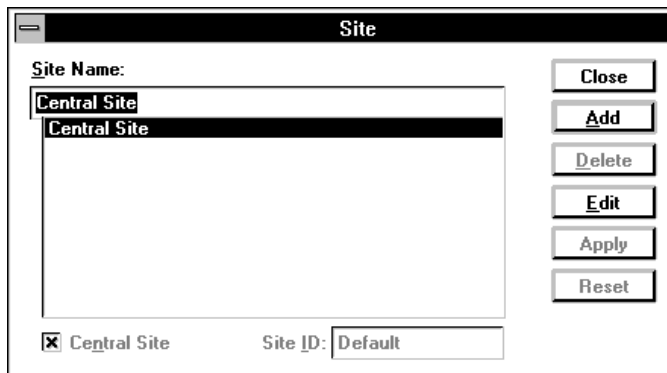 Site
Site Name:
Central Site
Central Site
Close
Add
Delete
Edit
Apply
Reset
Central Site
Site ID: Default